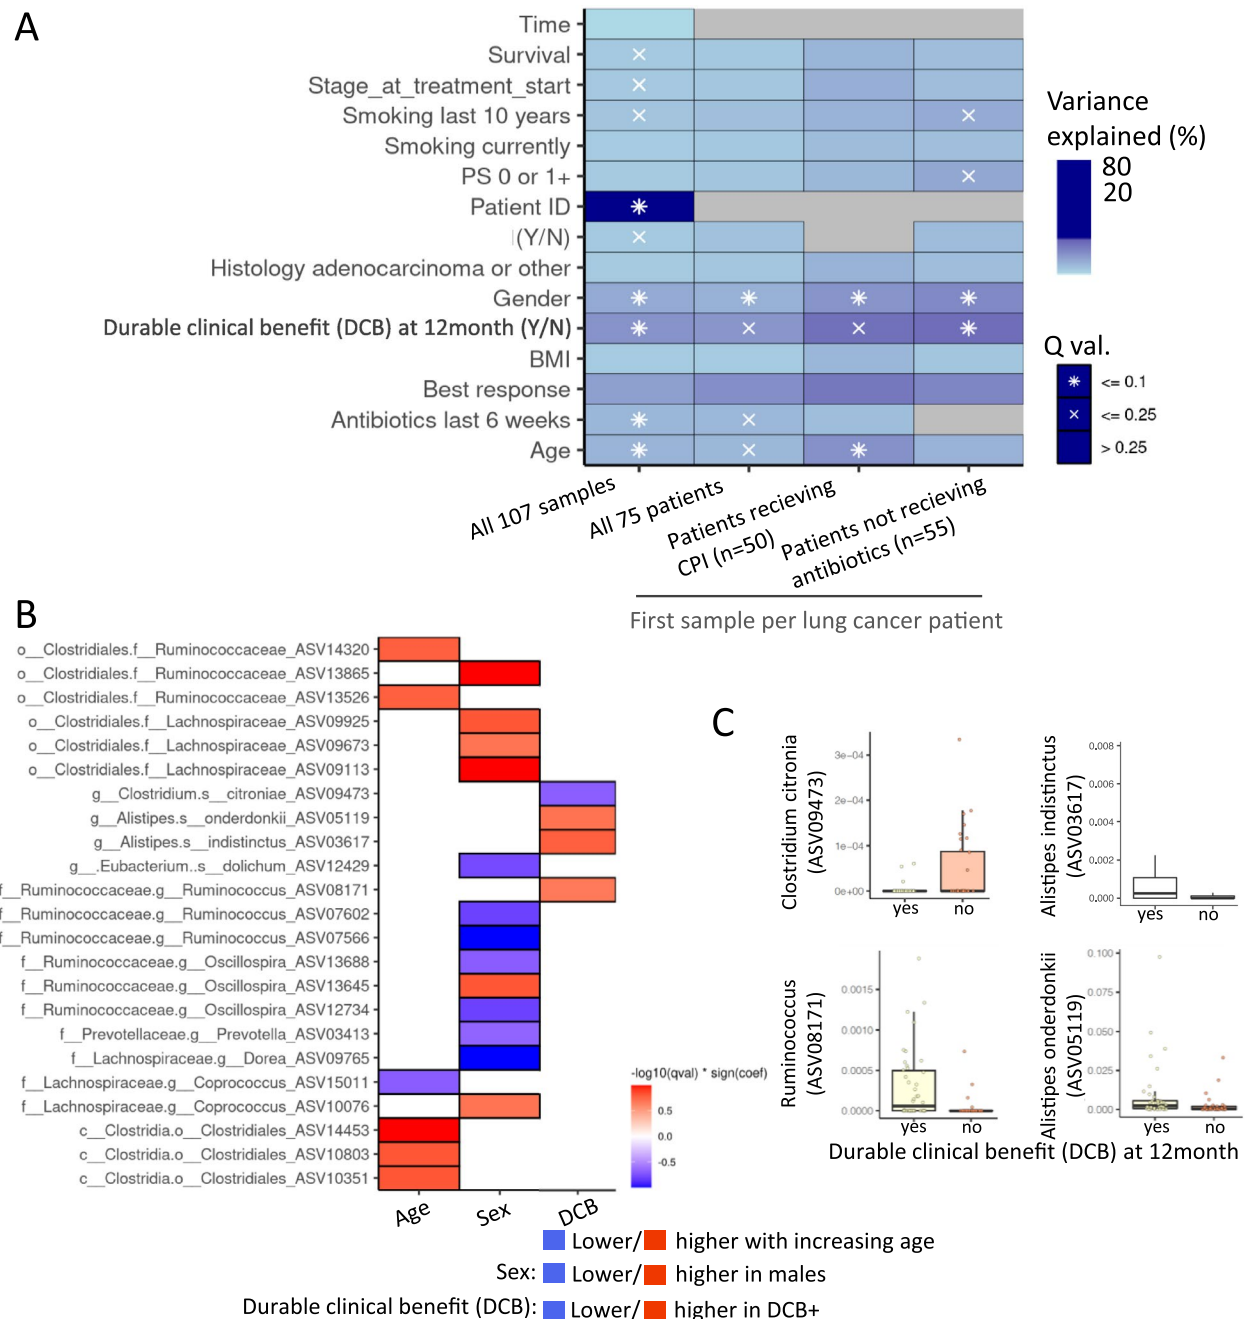 A
Time
Survival
Stage_at_treatment_start
Smoking last 10 years
Smoking currently
PS 0 or 1+
Patient ID
(Y/N)
Histology adenocarcinoma or other
Gender
Durable clinical benefit (DCB) at 12month (Y/N)
BMI
Best response
Antibiotics last 6 weeks
Age
All 107 samples
All 75 patients
Patients recieving
CPI (n=50)
Patients not recieving
antibiotics (n=55)
First sample per lung cancer patient
Variance
explained (%)
80
20
Q val.
<= 0.1
<= 0.25
> 0.25
B
o__Clostridiales.f__Ruminococcaceae_ASV14320
o__Clostridiales.f__Ruminococcaceae_ASV13865
o__Clostridiales.f__Ruminococcaceae_ASV13526
o__Clostridiales.f__Lachnospiraceae_ASV09925
o__Clostridiales.f__Lachnospiraceae_ASV09673
o__Clostridiales.f__Lachnospiraceae_ASV09113
g__Clostridium.s__citroniae_ASV09473
g__Alistipes.s__onderdonkii_ASV05119
g__Alistipes.s__indistinctus_ASV03617
g__.Eubacterium..s__dolichum_ASV12429
f__Ruminococcaceae.g__Ruminococcus_ASV08171
f__Ruminococcaceae.g__Ruminococcus_ASV07602
f__Ruminococcaceae.g__Ruminococcus_ASV07566
f__Ruminococcaceae.g__Oscillospira_ASV13688
f__Ruminococcaceae.g__Oscillospira_ASV13645
f__Ruminococcaceae.g__Oscillospira_ASV12734
f__Prevotellaceae.g__Prevotella_ASV03413
f__Lachnospiraceae.g__Dorea_ASV09765
f__Lachnospiraceae.g__Coprococcus_ASV15011
f__Lachnospiraceae.g__Coprococcus_ASV10076
c__Clostridia.o__Clostridiales_ASV14453
c__Clostridia.o__Clostridiales_ASV10803
c__Clostridia.o__Clostridiales_ASV10351
Age
Sex
DCB
-log10(qval) * sign(coef)
0.5
0.0
-0.5
Lower/ higher with increasing age
Sex: Lower/ higher in males
Durable clinical benefit (DCB): Lower/ higher in DCB+
C
Clostridium citronia
(ASV09473)
3e-04
2e-04
1e-04
0e+00
yes no
Alistipes indistinctus
(ASV03617)
0.008
0.006
0.004
0.002
0.000
yes no
Ruminococcus
(ASV08171)
0.0015
0.0010
0.0005
0.0000
yes no
Alistipes onderdonkii
(ASV05119)
0.100
0.075
0.050
0.025
0.000
yes no
Durable clinical benefit (DCB) at 12month